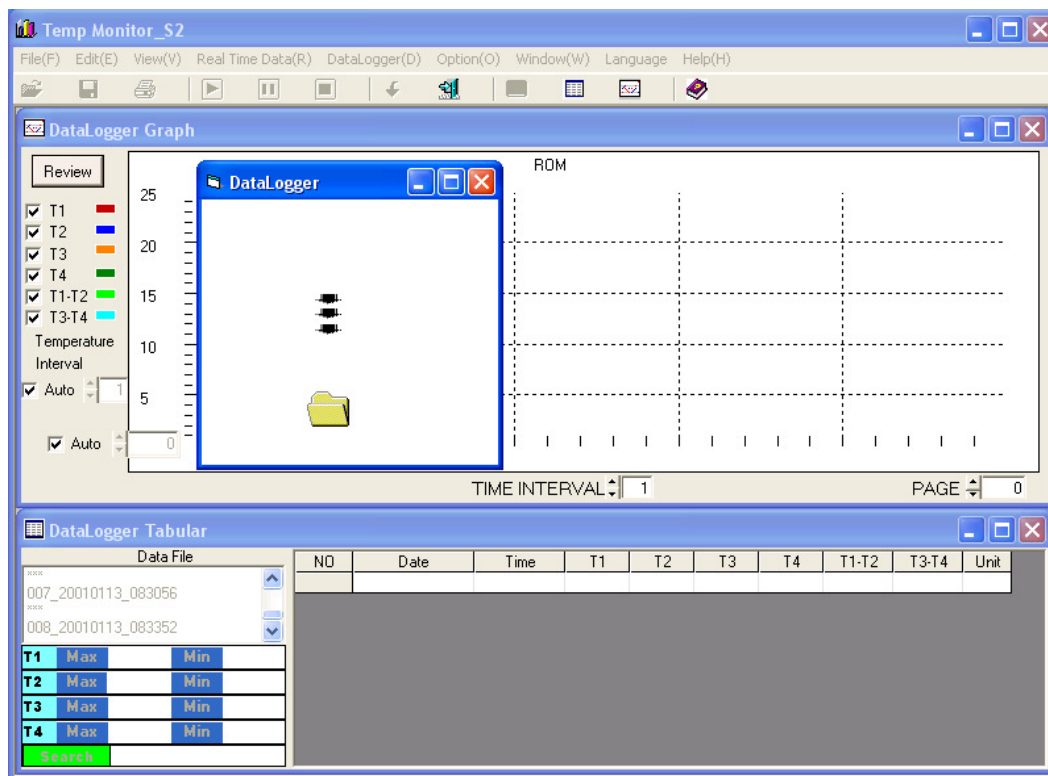 Temp Monitor_S2
File(F) Edit(E) View(V) Real Time Data(R) DataLogger(D) Option(O) Window(W) Language Help(H)
DataLogger Graph
Review
T1
T2
T3
T4
T1-T2
T3-T4
Temperature
Interval
Auto 1
Auto 0
ROM
25
20
15
10
5
DataLogger
TIME INTERVAL 1
PAGE 0
DataLogger Tabular
Data File
xxx
007_20010113_083056
xxx
008_20010113_083352
T1 Max Min
T2 Max Min
T3 Max Min
T4 Max Min
Search
NO Date Time T1 T2 T3 T4 T1-T2 T3-T4 Unit